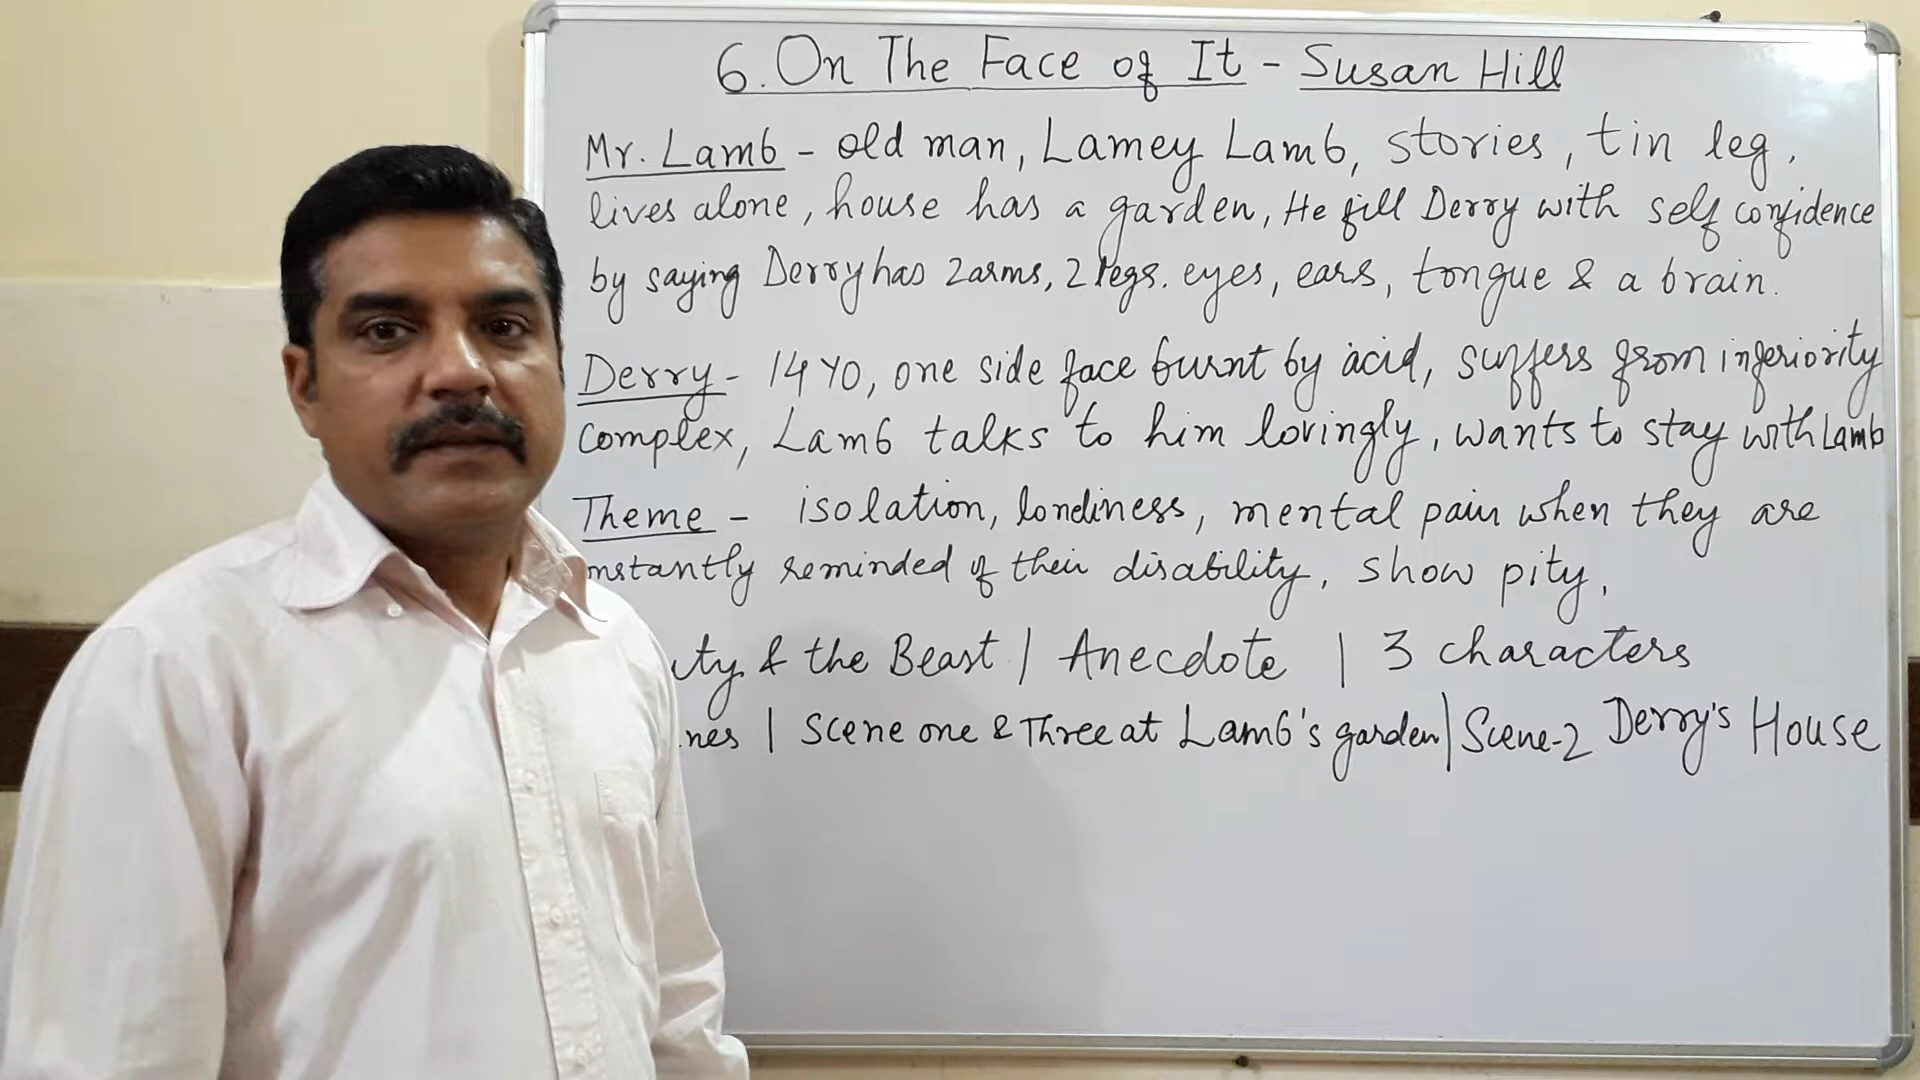 6. On The Face of It - Susan Hill
Mr. Lamb - old man, Lamey Lamb, stories, tin leg,
lives alone, house has a garden, He fill Derry with self confidence
by saying Derry has 2 arms, 2 legs. eyes, ears, tongue & a brain.
Derry - 14 YO, one side face burnt by acid, suffers from inferiority
complex, Lamb talks to him lovingly, wants to stay with Lamb
Theme - isolation, loneliness, mental pain when they are
nstantly reminded of their disability, show pity,
uty & the Beast | Anecdote | 3 characters
nes | Scene one & Three at Lamb's garden | Scene-2 Derry's House